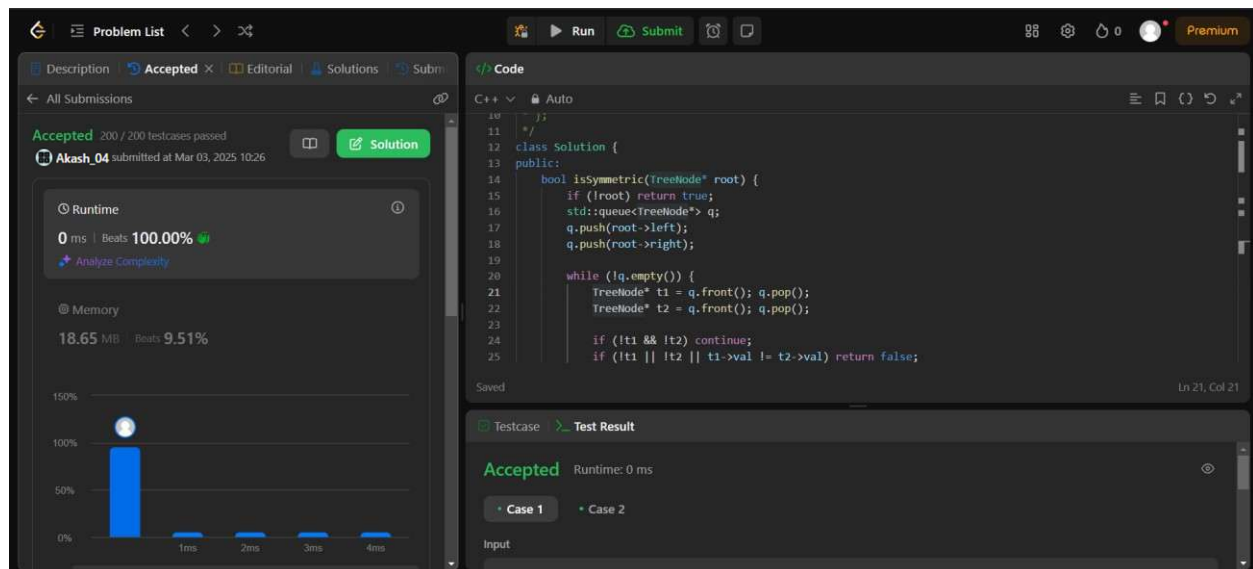 Problem List
Run
Submit
0
Premium
Description
Accepted
Editorial
Solutions
Subm
All Submissions
Accepted 200 / 200 testcases passed
Akash_04 submitted at Mar 03, 2025 10:26
Solution
Runtime
0 ms | Beats 100.00%
Analyze Complexity
Memory
18.65 MB | Beats 9.51%
150%
100%
50%
0%
1ms 2ms 3ms 4ms
</> Code
C++ Auto
10 * };
11 */
12 class Solution {
13 public:
14 bool isSymmetric(TreeNode* root) {
15 if (!root) return true;
16 std::queue<TreeNode*> q;
17 q.push(root->left);
18 q.push(root->right);
19
20 while (!q.empty()) {
21 TreeNode* t1 = q.front(); q.pop();
22 TreeNode* t2 = q.front(); q.pop();
23
24 if (!t1 && !t2) continue;
25 if (!t1 || !t2 || t1->val != t2->val) return false;
Saved
Ln 21, Col 21
Testcase
>_ Test Result
Accepted Runtime: 0 ms
• Case 1
• Case 2
Input